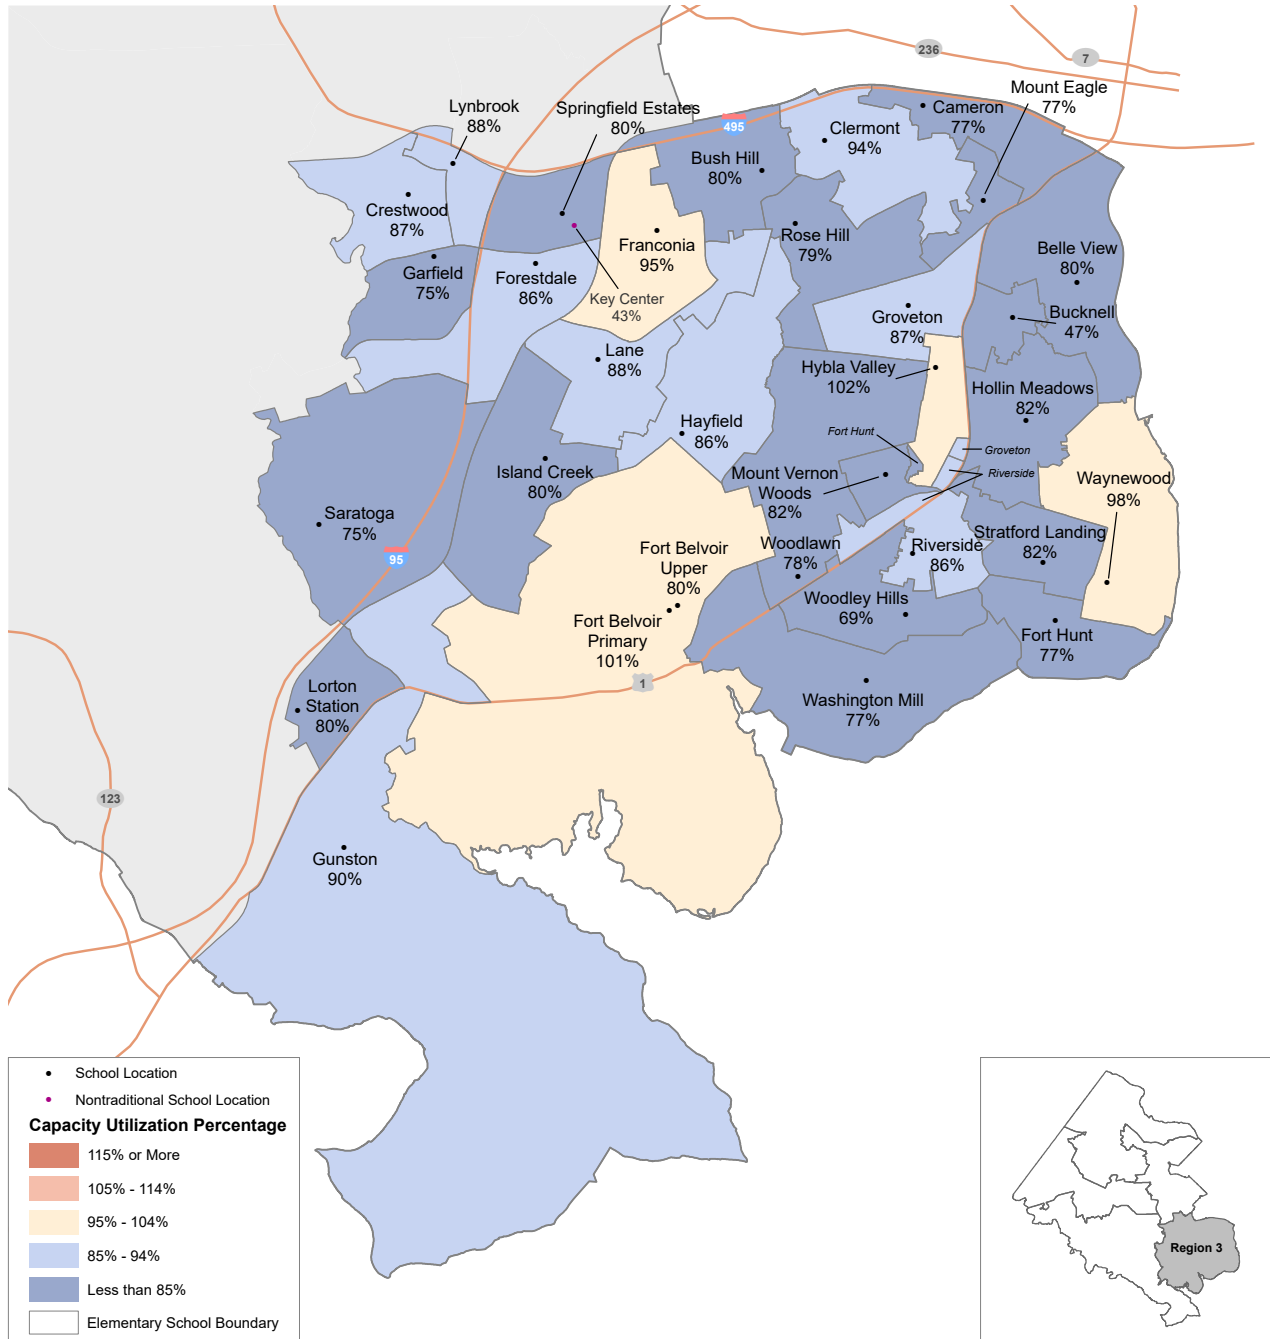 236
7
Mount Eagle
77%
Lynbrook
88%
Springfield Estates
80%
495
Cameron
77%
Clermont
94%
Bush Hill
80%
Crestwood
87%
Franconia
95%
Rose Hill
79%
Belle View
80%
Garfield
75%
Forestdale
86%
Key Center
43%
Groveton
87%
Bucknell
47%
Lane
88%
Hybla Valley
102%
Hollin Meadows
82%
Hayfield
86%
Fort Hunt
Groveton
Riverside
Island Creek
80%
Mount Vernon
Woods
82%
Waynewood
98%
Saratoga
75%
95
Fort Belvoir
Upper
80%
Woodlawn
78%
Riverside
86%
Stratford Landing
82%
Woodley Hills
69%
Fort Belvoir
Primary
101%
Fort Hunt
77%
1
Lorton
Station
80%
Washington Mill
77%
123
Gunston
90%
School Location
Nontraditional School Location
Capacity Utilization Percentage
115% or More
105% - 114%
95% - 104%
85% - 94%
Less than 85%
Elementary School Boundary
Region 3